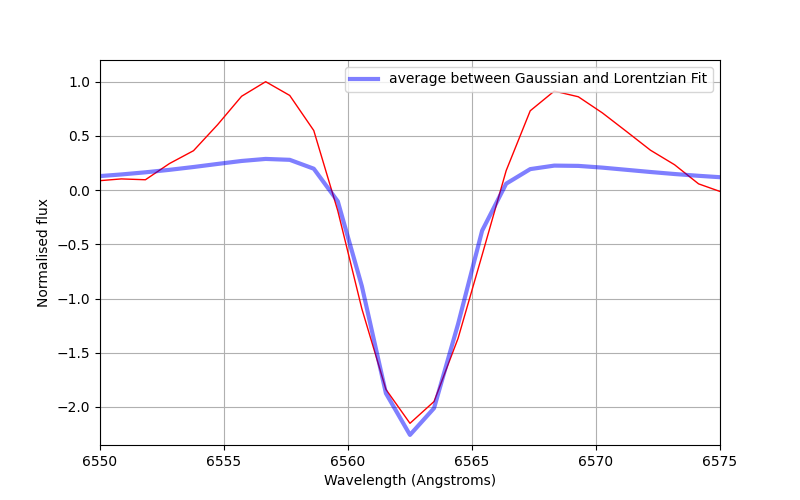 average between Gaussian and Lorentzian Fit
1.0
0.5
0.0
−0.5
−1.0
−1.5
−2.0
Normalised flux
6550 6555 6560 6565 6570 6575
Wavelength (Angstroms)